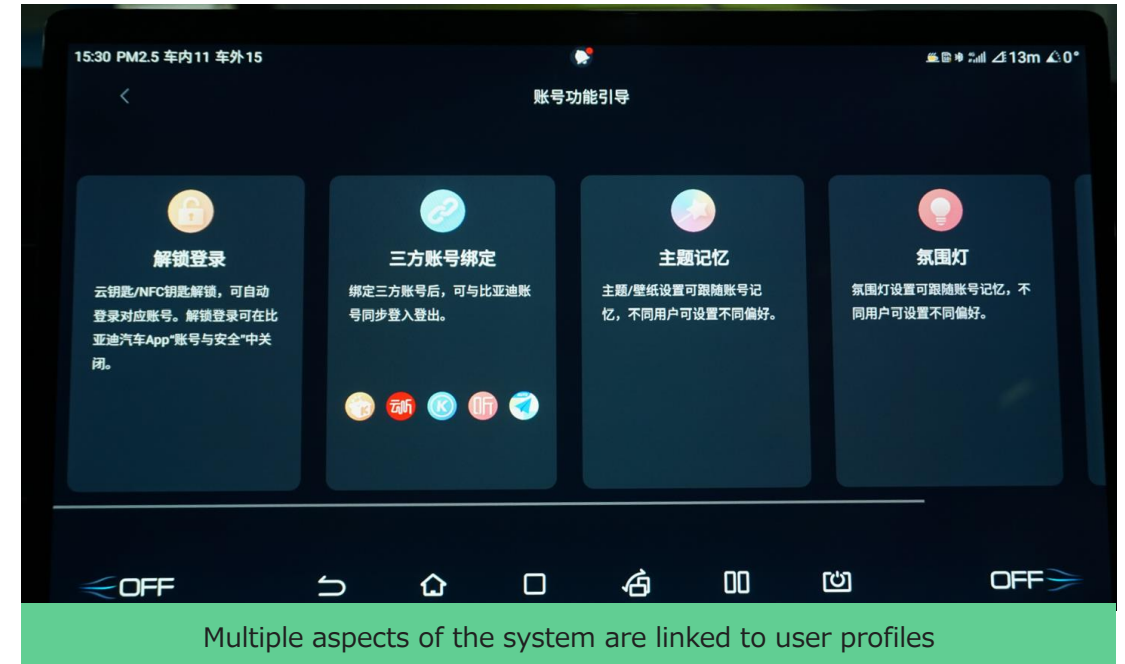 15:30 PM2.5 车内11 车外15
13m 0°
账号功能引导
解锁登录
云钥匙/NFC钥匙解锁，可自动
登录对应账号。解锁登录可在比
亚迪汽车App“账号与安全”中关
闭。
三方账号绑定
绑定三方账号后，可与比亚迪账
号同步登入登出。
云听
K
听
主题记忆
主题/壁纸设置可跟随账号记
忆，不同用户可设置不同偏好。
氛围灯
氛围灯设置可跟随账号记忆，不
同用户可设置不同偏好。
OFF
OFF
Multiple aspects of the system are linked to user profiles